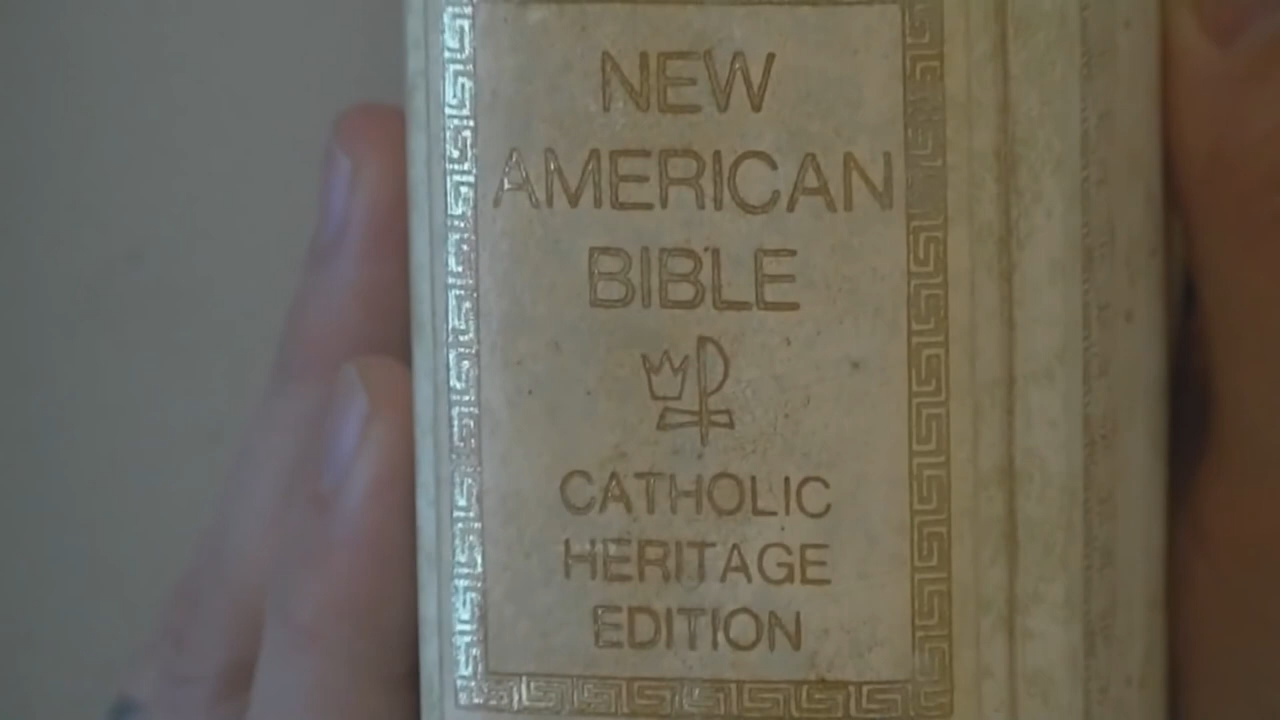 NEW
AMERICAN
BIBLE
CATHOLIC
HERITAGE
EDITION